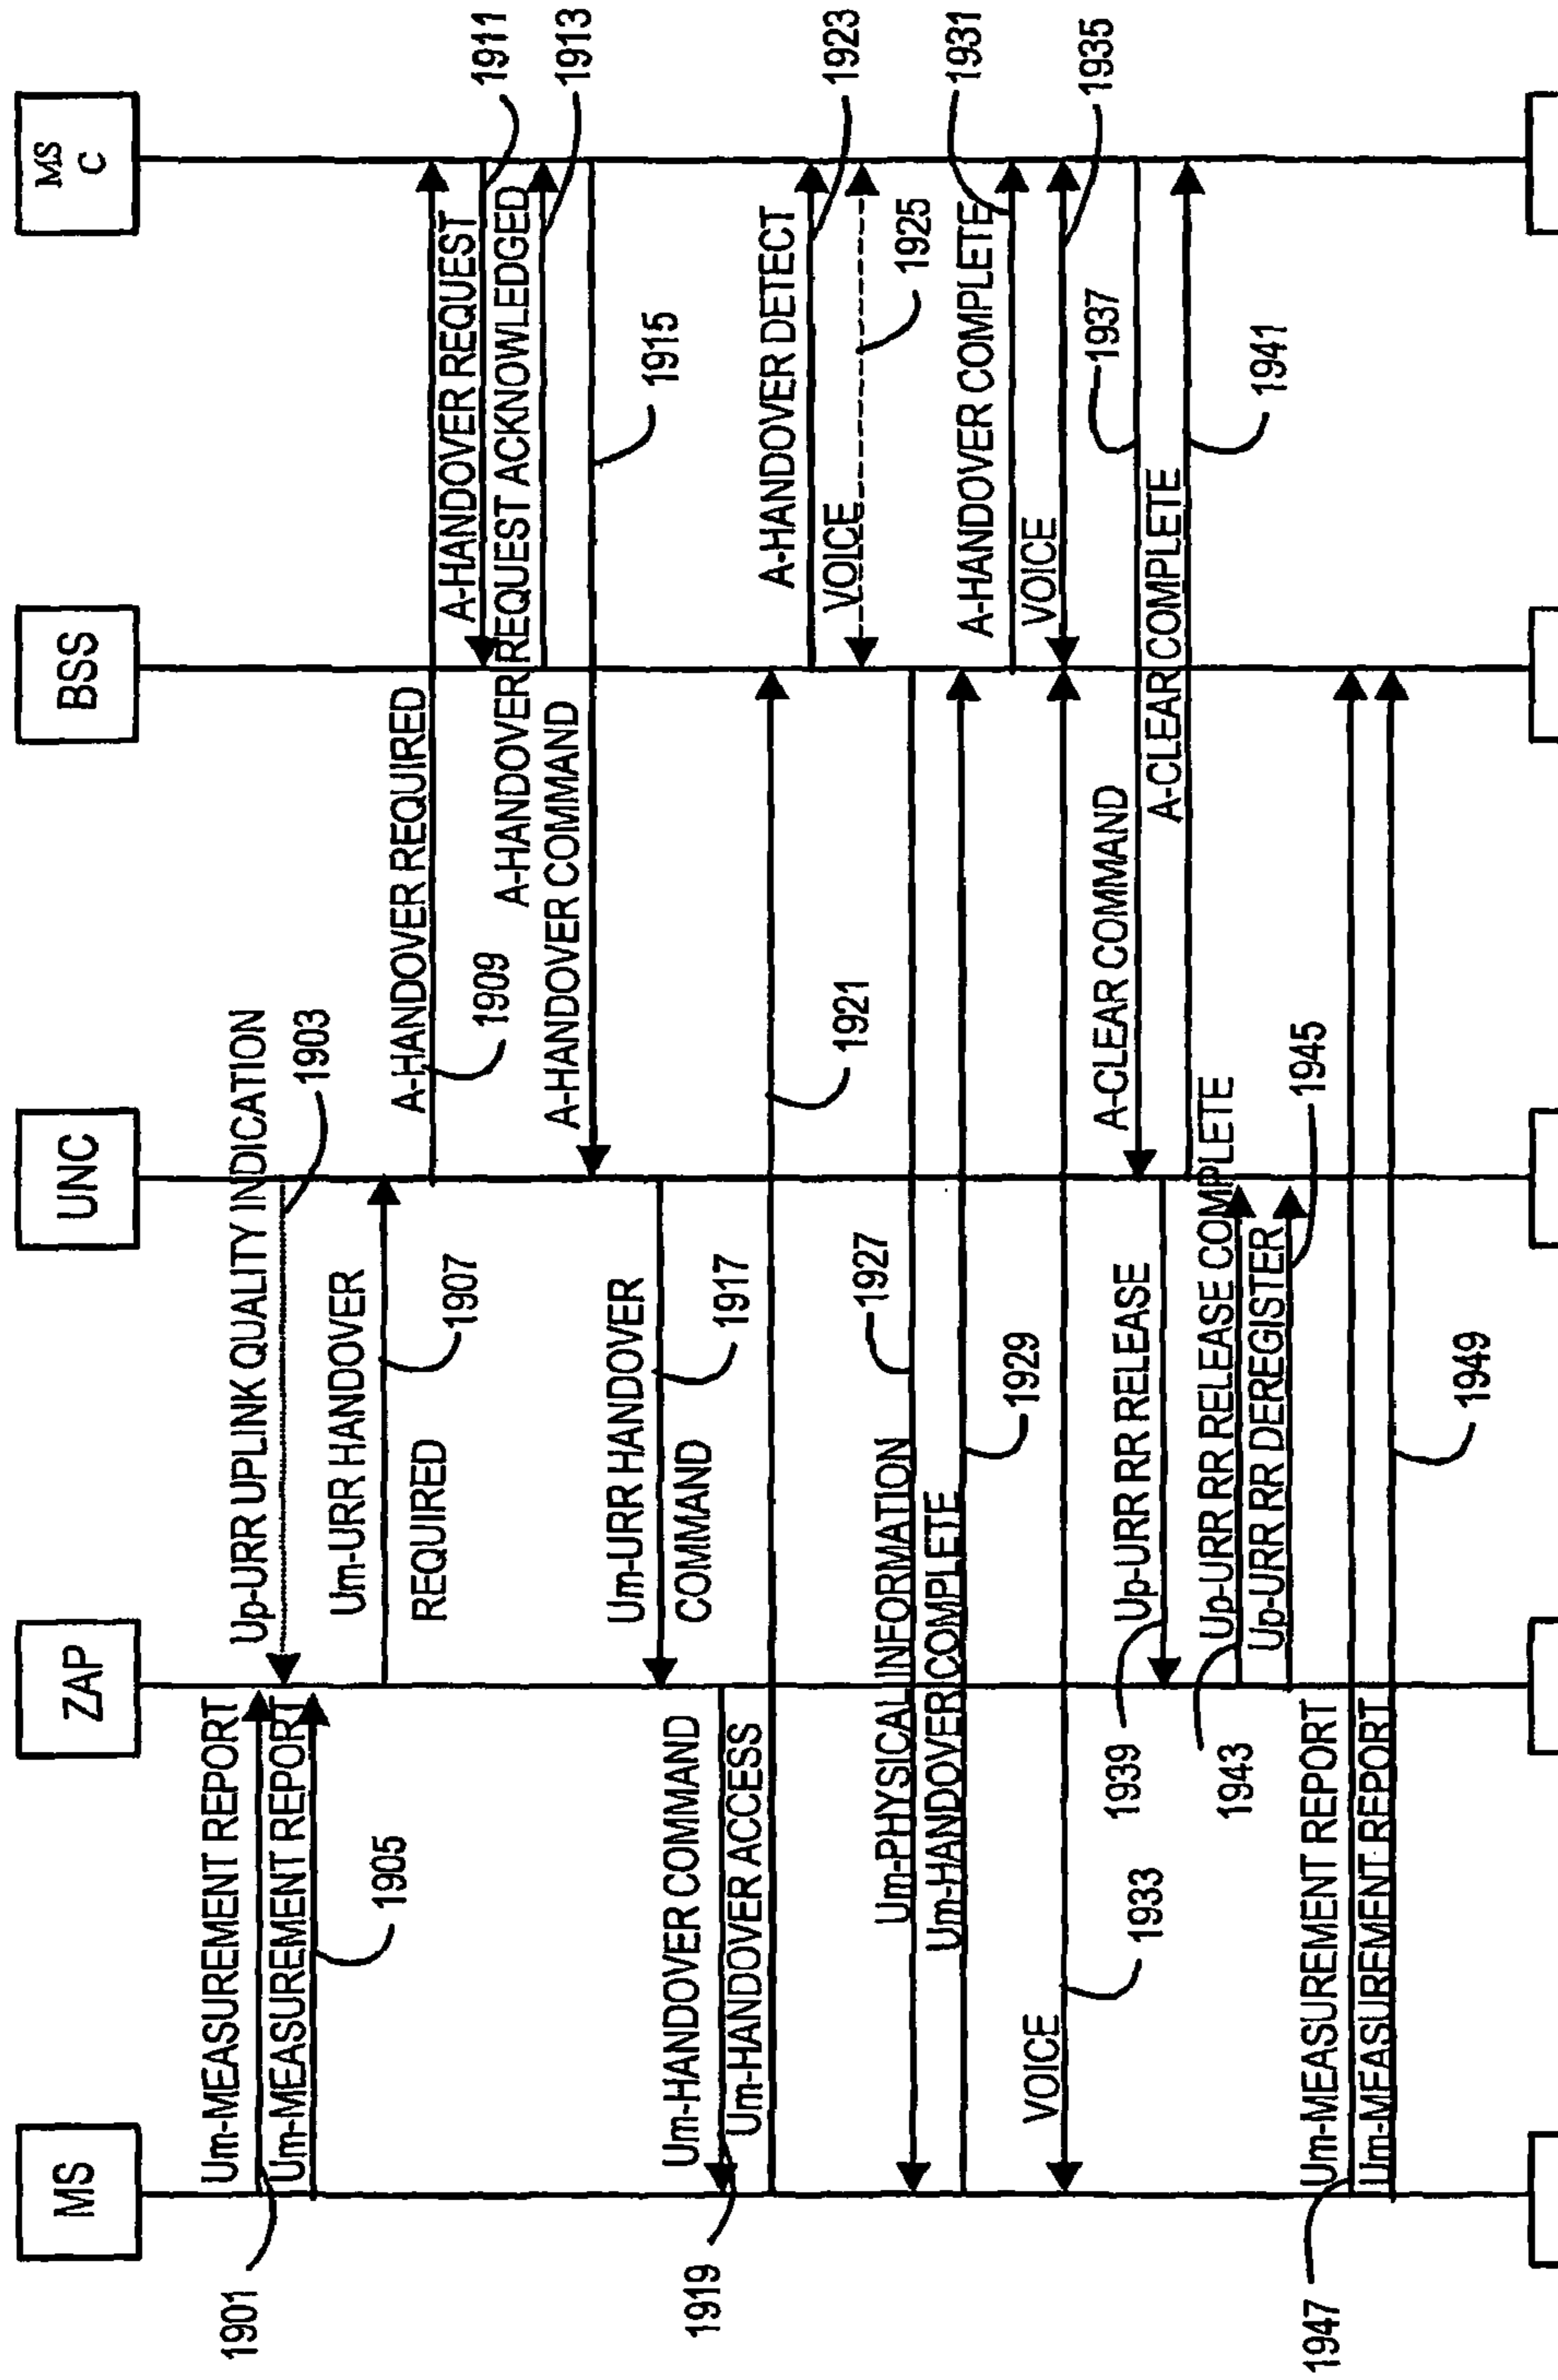 MS
ZAP
UNC
BSS
MS
C
Um-MEASUREMENT REPORT
1901
Up-URR UPLINK QUALITY INDICATION
1903
Um-MEASUREMENT REPORT
1905
Um-URR HANDOVER
REQUIRED
1907
A-HANDOVER REQUIRED
1909
A-HANDOVER REQUEST
1911
A-HANDOVER REQUEST ACKNOWLEDGED
1913
A-HANDOVER COMMAND
1915
Um-URR HANDOVER
COMMAND
1917
Um-HANDOVER COMMAND
1919
Um-HANDOVER ACCESS
1921
A-HANDOVER DETECT
1923
VOICE
1925
Um-PHYSICAL INFORMATION
1927
Um-HANDOVER COMPLETE
1929
A-HANDOVER COMPLETE
1931
VOICE
1933
VOICE
1935
A-CLEAR COMMAND
1937
Up-URR RR RELEASE
1939
A-CLEAR COMPLETE
1941
Up-URR RR RELEASE COMPLETE
1943
Up-URR RR DEREGISTER
1945
Um-MEASUREMENT REPORT
1947
Um-MEASUREMENT REPORT
1949